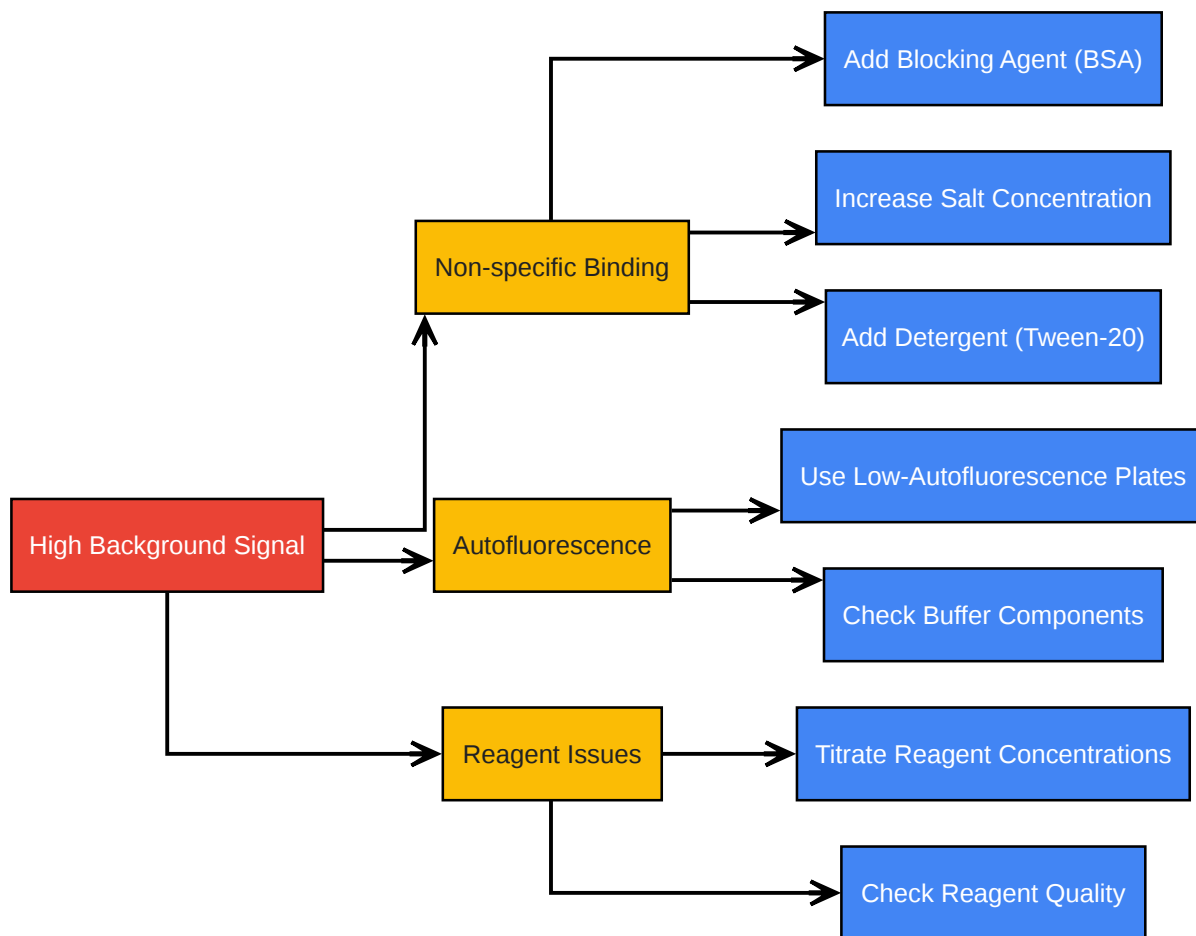 High Background Signal
Non-specific Binding
Add Blocking Agent (BSA)
Increase Salt Concentration
Add Detergent (Tween-20)
Autofluorescence
Use Low-Autofluorescence Plates
Check Buffer Components
Reagent Issues
Titrate Reagent Concentrations
Check Reagent Quality